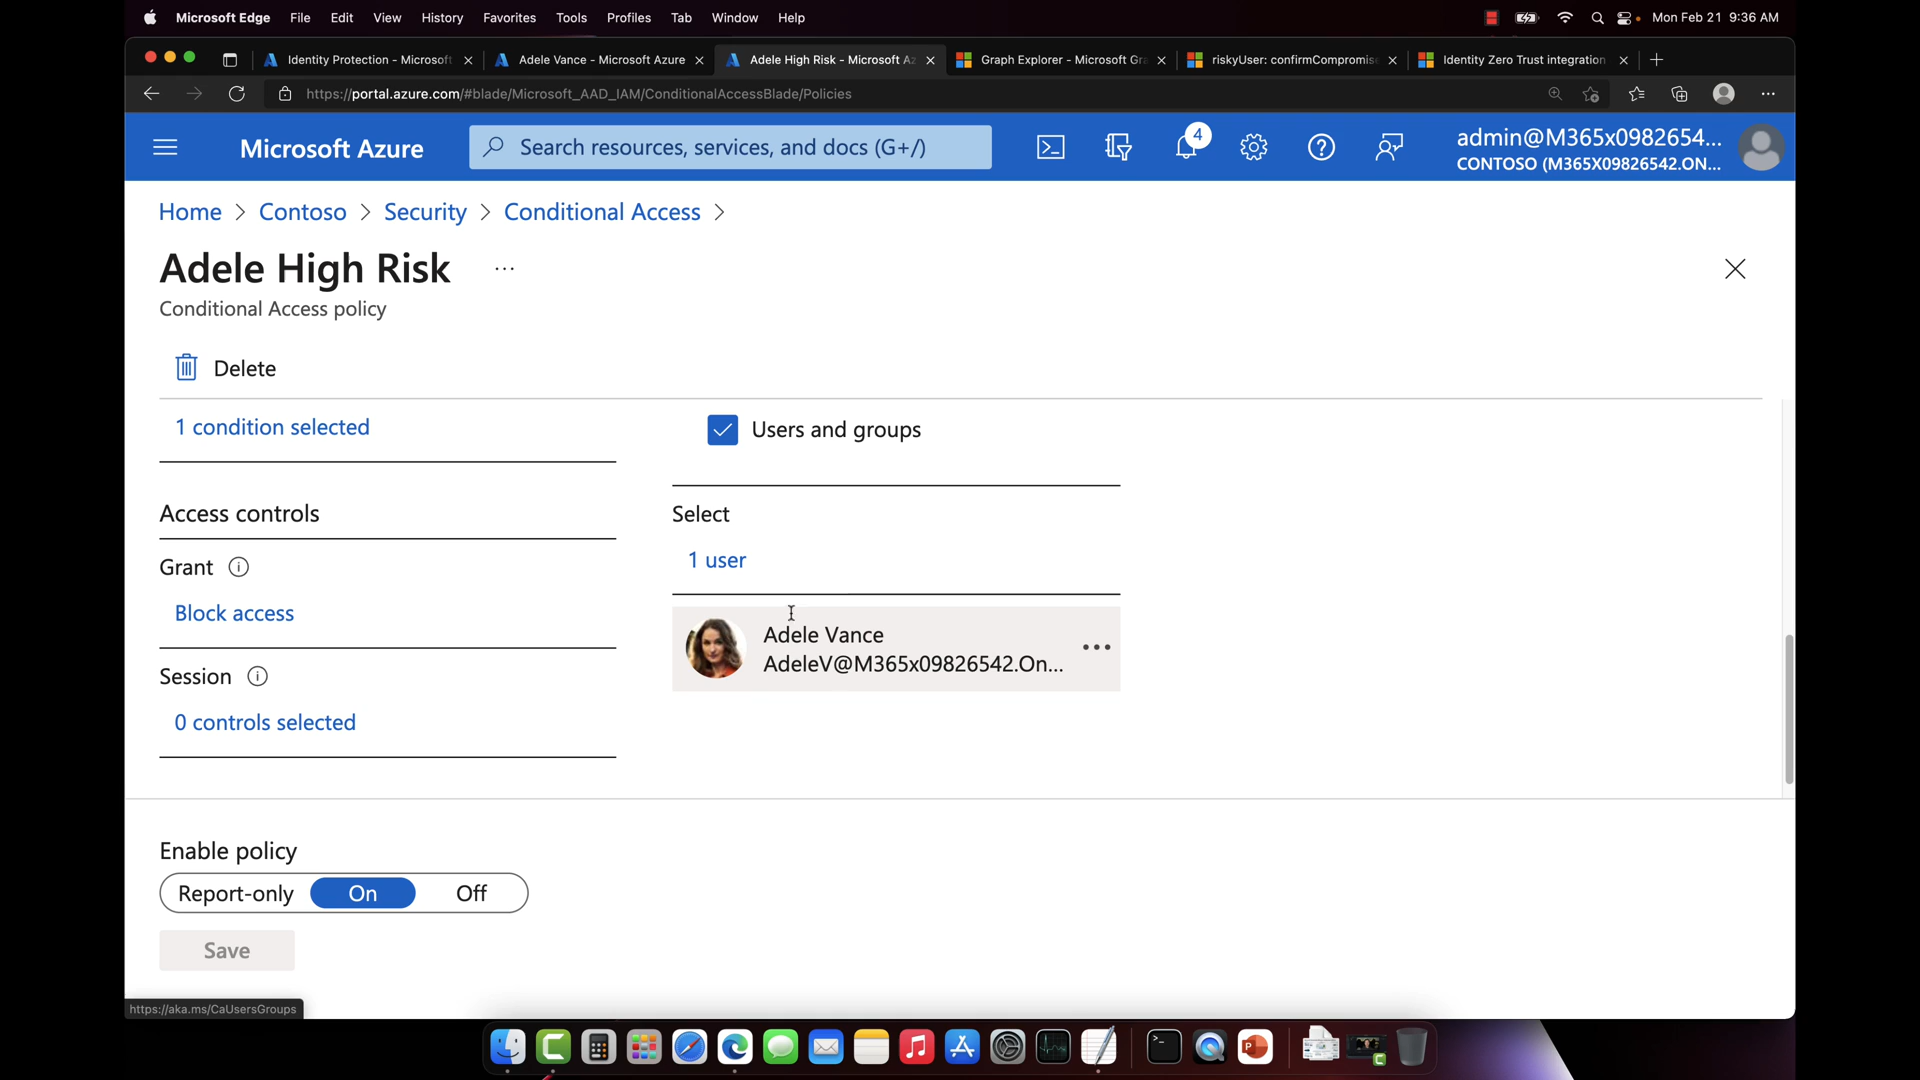 Microsoft Edge File Edit View History Favorites Tools Profiles Tab Window Help Mon Feb 21 9:36 AM
Identity Protection - Microsoft Adele Vance - Microsoft Azure Adele High Risk - Microsoft Az Graph Explorer - Microsoft Gra riskyUser: confirmCompromise Identity Zero Trust integration
https://portal.azure.com/#blade/Microsoft_AAD_IAM/ConditionalAccessBlade/Policies
Microsoft Azure
Search resources, services, and docs (G+/)
4
admin@M365x0982654...
CONTOSO (M365X09826542.ON...
Home > Contoso > Security > Conditional Access >
Adele High Risk ...
Conditional Access policy
Delete
1 condition selected
Access controls
Grant
Block access
Session
0 controls selected
Users and groups
Select
1 user
Adele Vance
AdeleV@M365x09826542.On...
Enable policy
Report-only On Off
Save
https://aka.ms/CaUsersGroups